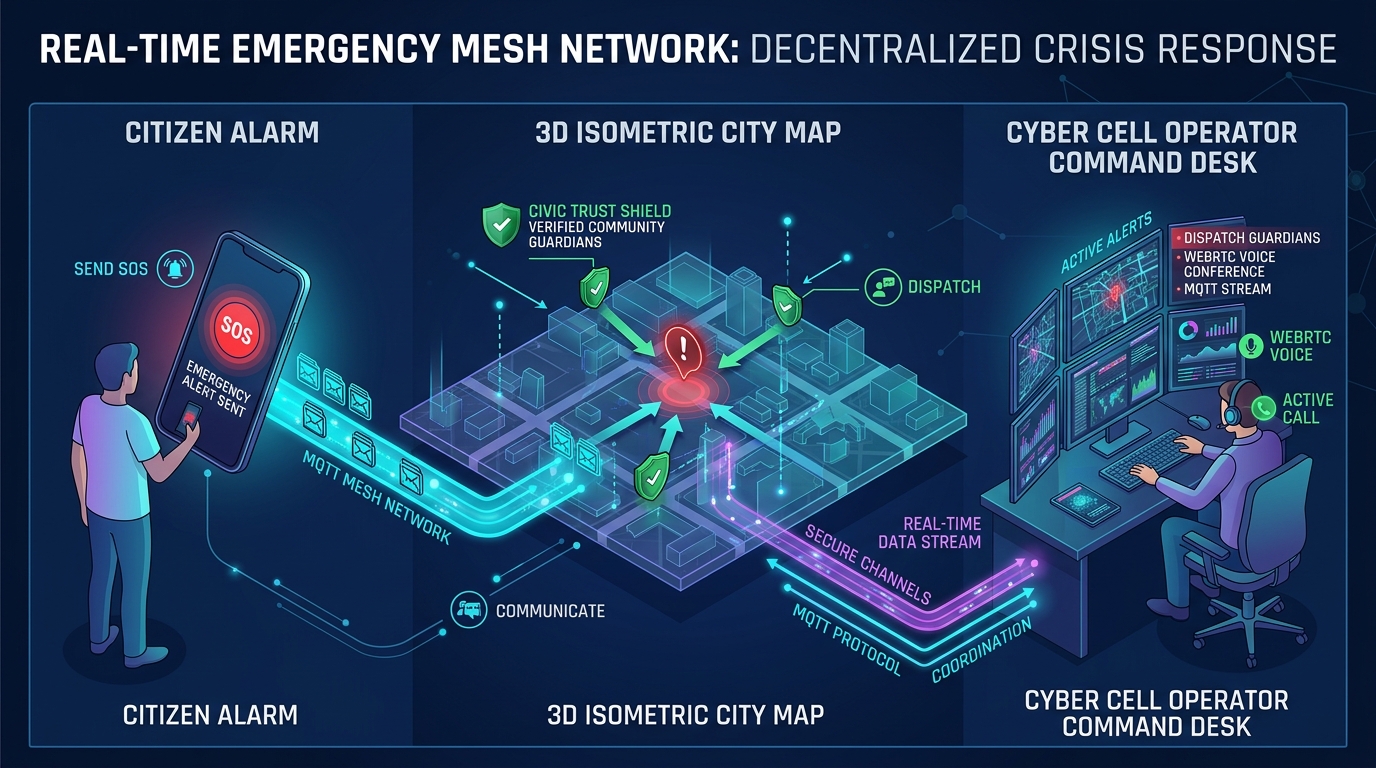 REAL-TIME EMERGENCY MESH NETWORK: DECENTRALIZED CRISIS RESPONSE
CITIZEN ALARM
SEND SOS
SOS
EMERGENCY
ALERT SENT
MQTT MESH NETWORK
3D ISOMETRIC CITY MAP
CIVIC TRUST SHIELD
VERIFIED COMMUNITY
GUARDIANS
!
DISPATCH
COMMUNICATE
SECURE CHANNELS
REAL-TIME
DATA STREAM
MQTT PROTOCOL
COORDINATION
CYBER CELL OPERATOR
COMMAND DESK
ACTIVE ALERTS
• DISPATCH GUARDIANS
• WEBRTC VOICE
CONFERENCE
• MQTT STREAM
WEBRTC
VOICE
ACTIVE
CALL
CITIZEN ALARM
3D ISOMETRIC CITY MAP
CYBER CELL OPERATOR
COMMAND DESK